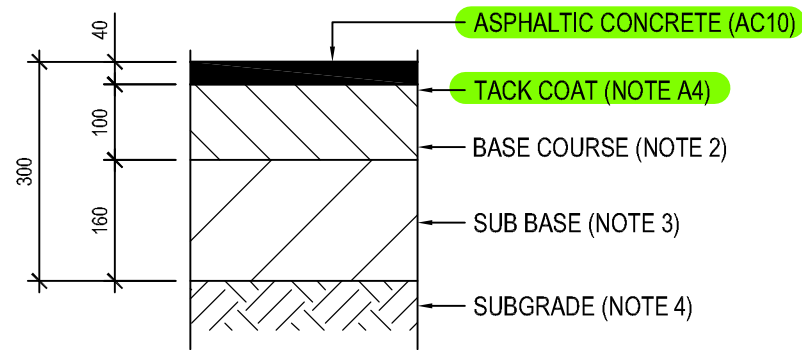 40
ASPHALTIC CONCRETE (AC10)
TACK COAT (NOTE A4)
100
BASE COURSE (NOTE 2)
300
160
SUB BASE (NOTE 3)
SUBGRADE (NOTE 4)